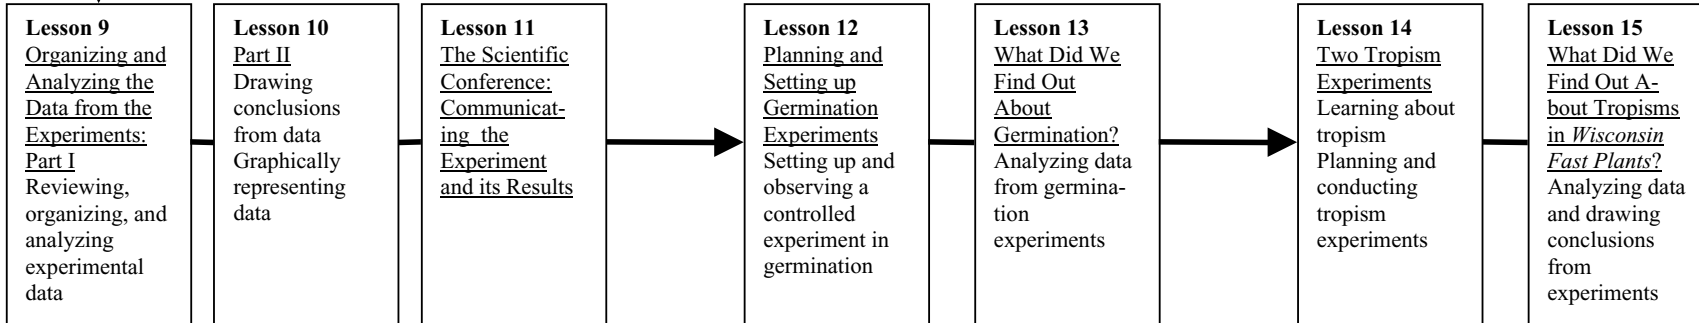 Lesson 9
Organizing and
Analyzing the
Data from the
Experiments:
Part I
Reviewing,
organizing, and
analyzing
experimental
data
Lesson 10
Part II
Drawing
conclusions
from data
Graphically
representing
data
Lesson 11
The Scientific
Conference:
Communicat-
ing the
Experiment
and its Results
Lesson 12
Planning and
Setting up
Germination
Experiments
Setting up and
observing a
controlled
experiment in
germination
Lesson 13
What Did We
Find Out
About
Germination?
Analyzing data
from germina-
tion
experiments
Lesson 14
Two Tropism
Experiments
Learning about
tropism
Planning and
conducting
tropism
experiments
Lesson 15
What Did We
Find Out A-
bout Tropisms
in Wisconsin
Fast Plants?
Analyzing data
and drawing
conclusions
from
experiments